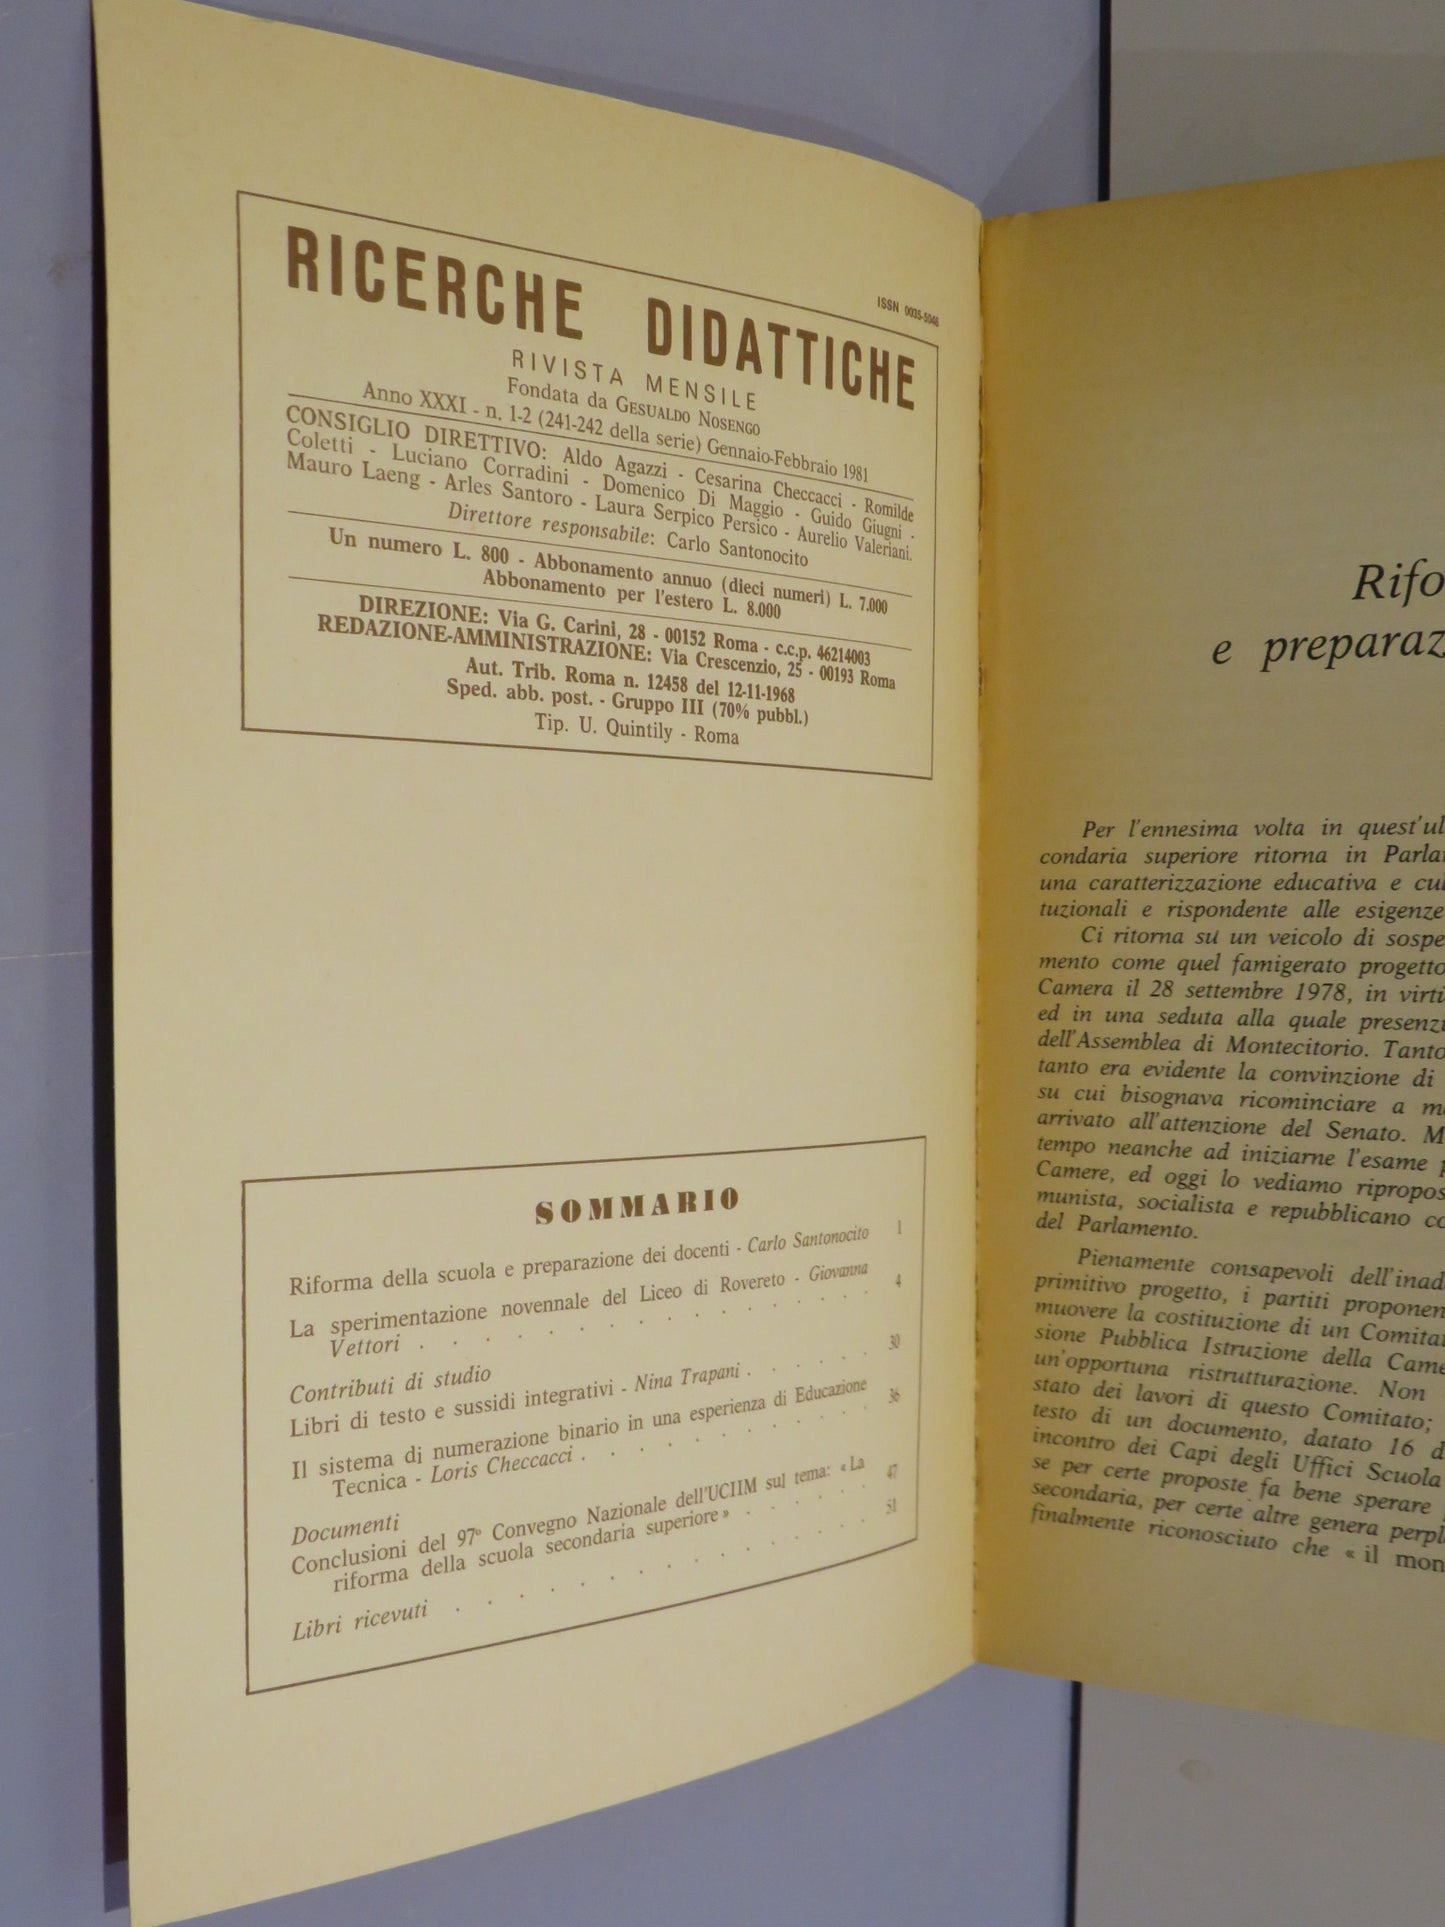 RICERCHE DIDATTICHE
ISSN 0035-5046
RIVISTA MENSILE
Fondata da GESUALDO NOSENGO
Anno XXXI - n. 1-2 (241-242 della serie) Gennaio-Febbraio 1981
CONSIGLIO DIRETTIVO: Aldo Agazzi - Cesarina Checcacci - Romilde
Coletti - Luciano Corradini - Domenico Di Maggio - Guido Giugni -
Mauro Laeng - Arles Santoro - Laura Serpico Persico - Aurelio Valeriani.
Direttore responsabile: Carlo Santonocito
Un numero L. 800 - Abbonamento annuo (dieci numeri) L. 7.000
Abbonamento per l'estero L. 8.000
DIREZIONE: Via G. Carini, 28 - 00152 Roma - c.c.p. 46214003
REDAZIONE-AMMINISTRAZIONE: Via Crescenzio, 25 - 00193 Roma
Aut. Trib. Roma n. 12458 del 12-11-1968
Sped. abb. post. - Gruppo III (70% pubbl.)
Tip. U. Quintily - Roma
SOMMARIO
Riforma della scuola e preparazione dei docenti - Carlo Santonocito 1
La sperimentazione novennale del Liceo di Rovereto - Giovanna
Vettori . . . . . . . . . . . . . . . 4
Contributi di studio
Libri di testo e sussidi integrativi - Nina Trapani . . . . . . 30
Il sistema di numerazione binario in una esperienza di Educazione
Tecnica - Loris Checcacci . . . . . . . . . . . 36
Documenti
Conclusioni del 97º Convegno Nazionale dell'UCIIM sul tema: «La
riforma della scuola secondaria superiore» . . . . . . 47
Libri ricevuti . . . . . . . . . . . . . . 51
Rifo
e preparaz
Per l'ennesima volta in quest'ul
condaria superiore ritorna in Parla
una caratterizzazione educativa e cul
tuzionali e rispondente alle esigenze
Ci ritorna su un veicolo di sospe
mento come quel famigerato progetto
Camera il 28 settembre 1978, in virt
ed in una seduta alla quale presenz
dell'Assemblea di Montecitorio. Tanto
tanto era evidente la convinzione di
su cui bisognava ricominciare a m
arrivato all'attenzione del Senato. M
tempo neanche ad iniziarne l'esame p
Camere, ed oggi lo vediamo ripropos
munista, socialista e repubblicano co
del Parlamento.
Pienamente consapevoli dell'inad
primitivo progetto, i partiti proponen
muovere la costituzione di un Comita
sione Pubblica Istruzione della Came
un'opportuna ristrutturazione. Non
stato dei lavori di questo Comitato;
testo di un documento, datato 16 d
incontro dei Capi degli Uffici Scuola
se per certe proposte fa bene sperare
secondaria, per certe altre genera perpl
finalmente riconosciuto che « il mon